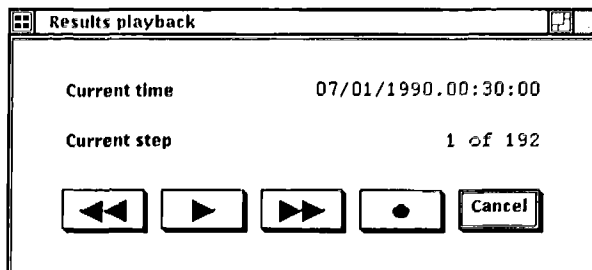 Results playback
Current time 07/01/1990.00:30:00
Current step 1 of 192
Cancel